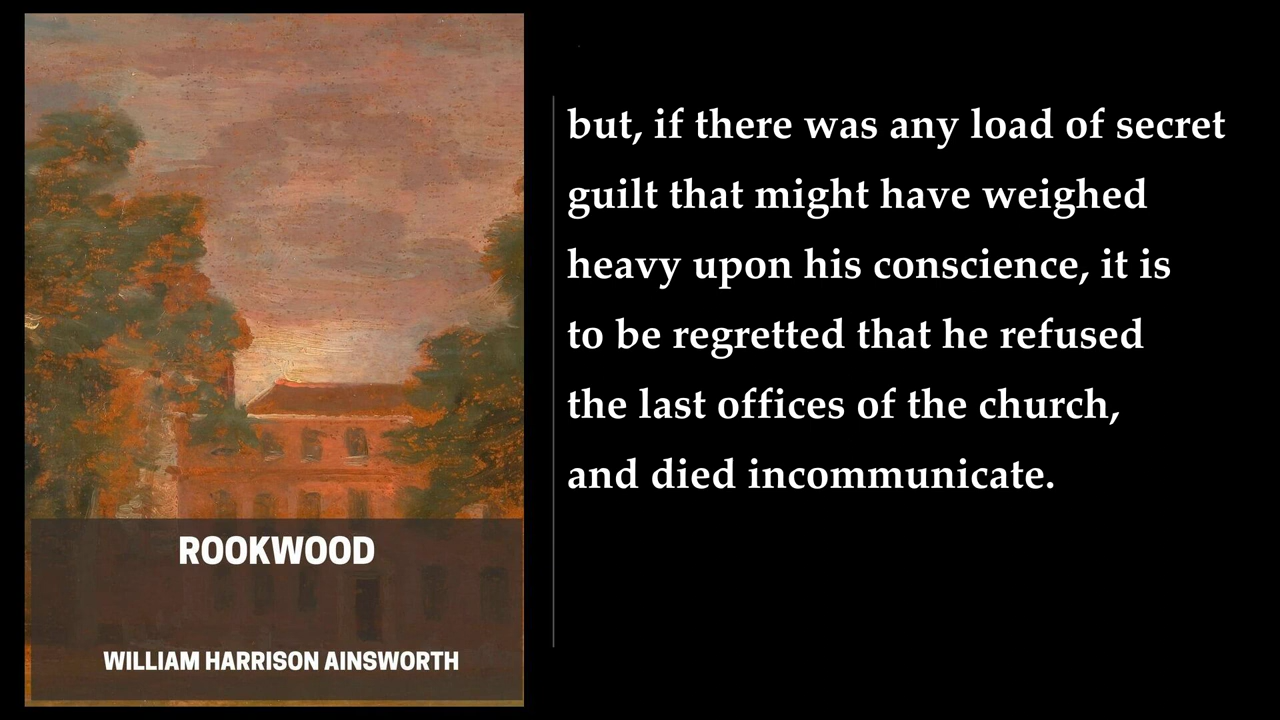 ROOKWOOD
WILLIAM HARRISON AINSWORTH
but, if there was any load of secret
guilt that might have weighed
heavy upon his conscience, it is
to be regretted that he refused
the last offices of the church,
and died incommunicate.